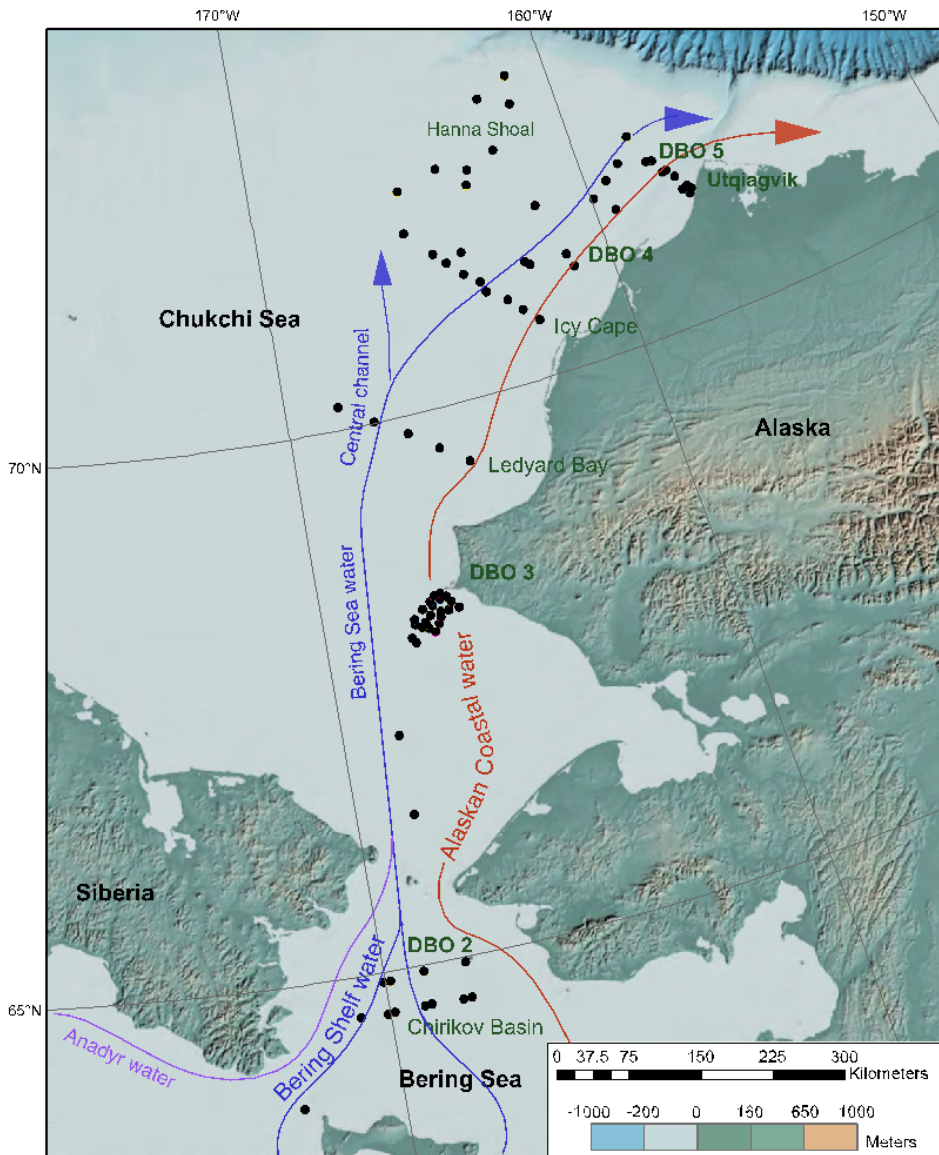 170°W
160°W
150°W
Hanna Shoal
DBO 5
Utqiagvik
DBO 4
Chukchi Sea
Icy Cape
Central channel
Alaska
70°N
Ledyard Bay
DBO 3
Bering Sea water
Alaskan Coastal water
Siberia
DBO 2
65°N
Bering Shelf water
Chirikov Basin
Anadyr water
Bering Sea
0 37.5 75 150 225 300
Kilometers
-1000 -200 0 160 650 1000
Meters